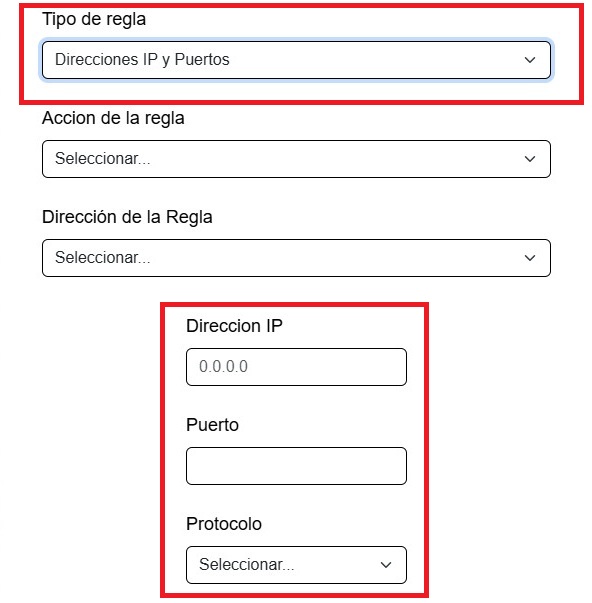 Tipo de regla
Direcciones IP y Puertos
Accion de la regla
Seleccionar...
Dirección de la Regla
Seleccionar...
Direccion IP
0.0.0.0
Puerto
Protocolo
Seleccionar...